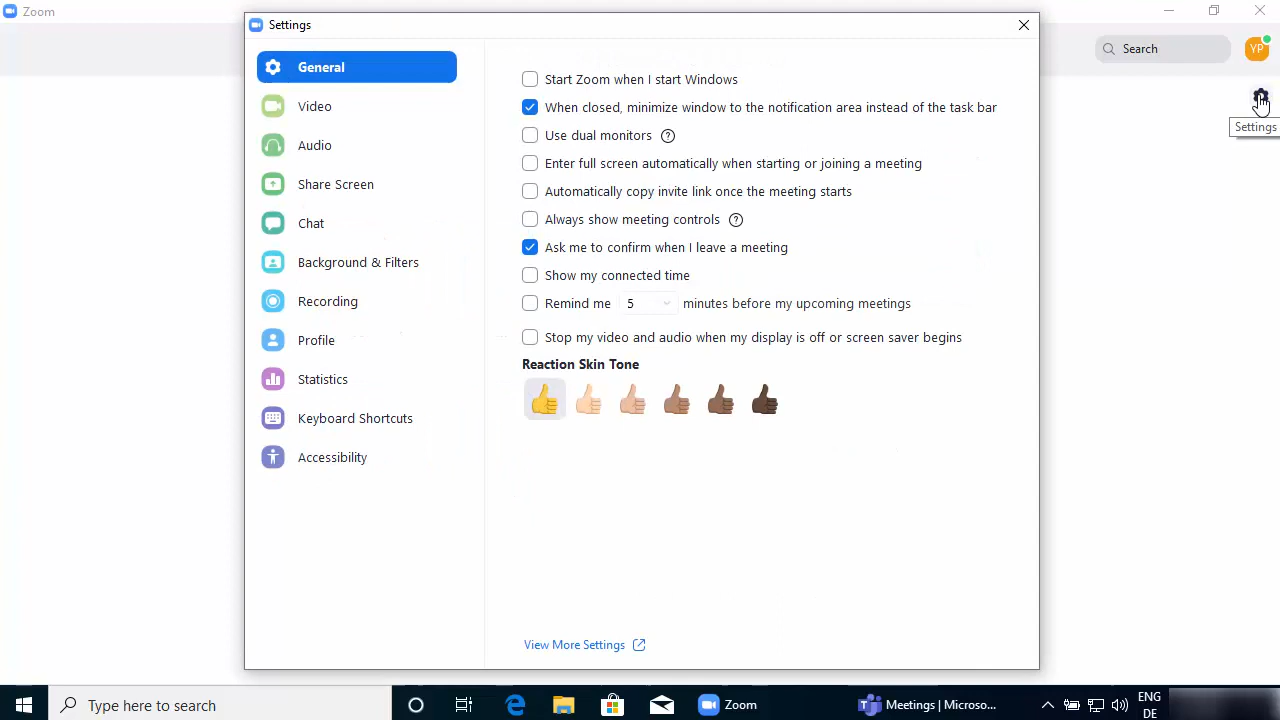 Zoom
Settings
Search
YP
Settings
General
Video
Audio
Share Screen
Chat
Background & Filters
Recording
Profile
Statistics
Keyboard Shortcuts
Accessibility
Start Zoom when I start Windows
When closed, minimize window to the notification area instead of the task bar
Use dual monitors
Enter full screen automatically when starting or joining a meeting
Automatically copy invite link once the meeting starts
Always show meeting controls
Ask me to confirm when I leave a meeting
Show my connected time
Remind me 5 minutes before my upcoming meetings
Stop my video and audio when my display is off or screen saver begins
Reaction Skin Tone
View More Settings
Type here to search
Zoom
Meetings | Microso...
ENG
DE